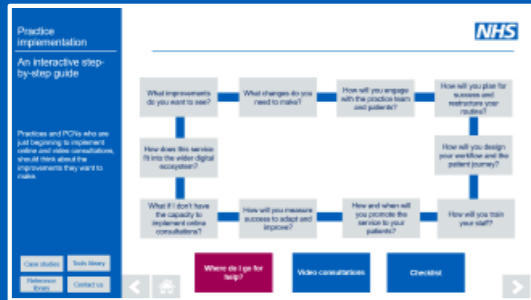 Practice
implementation
An interactive step-
by-step guide
Practices and PCNs who are
just beginning to implement
online and video consultations,
should think about the
improvements they want to
make.
Case studies
Tools library
Reference
library
Contact us
NHS
What improvements
do you want to see?
What changes do you
need to make?
How will you engage
with the practice team
and patients?
How will you plan for
success and
restructure your
routine?
How does this service
fit into the wider digital
ecosystem?
How will you design
your workflow and the
patient journey?
What if I don't have
the capacity to
implement online
consultations?
How will you measure
success to adapt and
improve?
How and when will
you promote the
service to your
patients?
How will you train
your staff?
Where do I go for
help?
Video consultations
Checklist